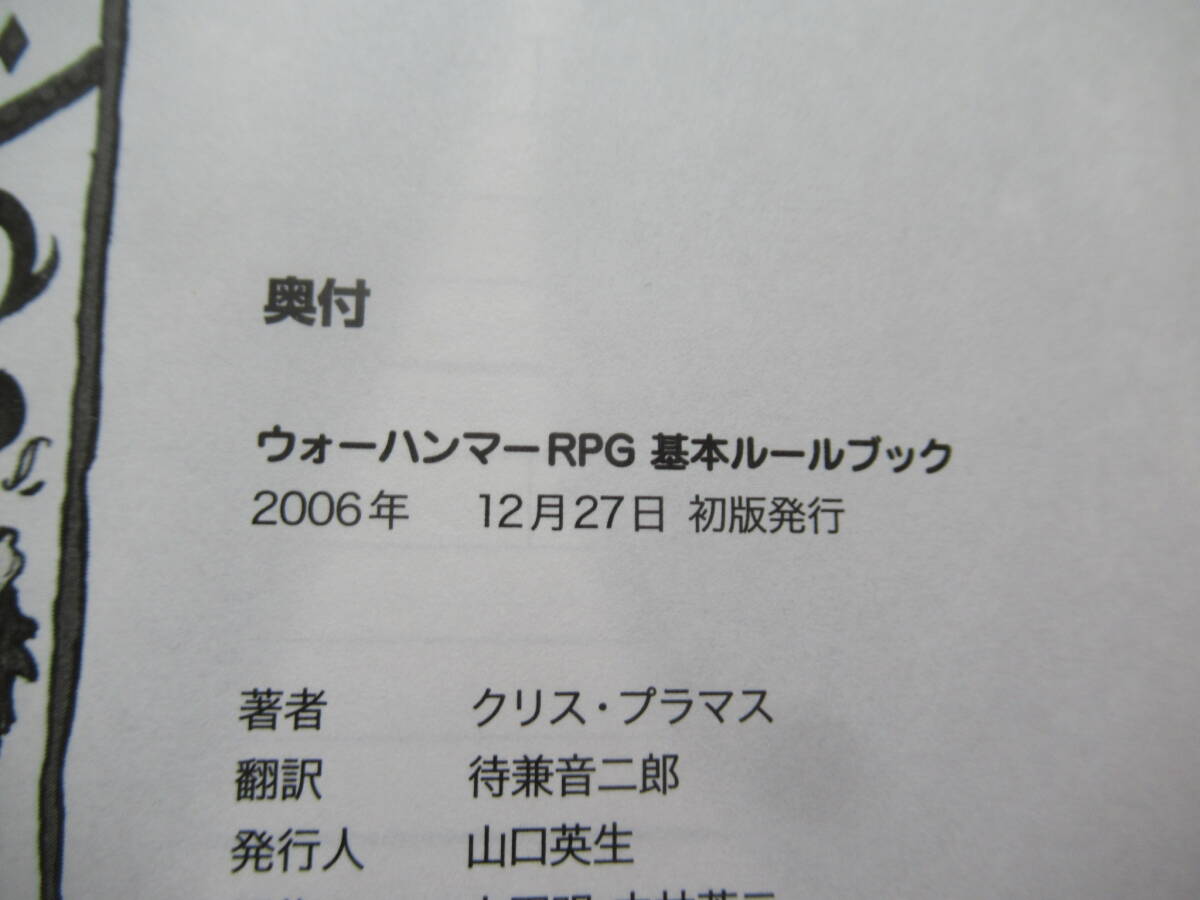 奥付
ウォーハンマーRPG 基本ルールブック
2006年 12月27日 初版発行
著者 クリス・プラマス
翻訳 待兼音二郎
発行人 山口英生